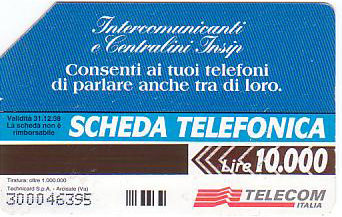 Intercomunicanti
e Centralini Insip
Consenti ai tuoi telefoni
di parlare anche tra di loro.
Validità 31.12.98
La scheda non è
rimborsabile
SCHEDA TELEFONICA
Lire 10.000
Tiratura: oltre 1.000.000
Technicard S.p.A. - Arcisate (Va)
300046395
TELECOM
ITALIA